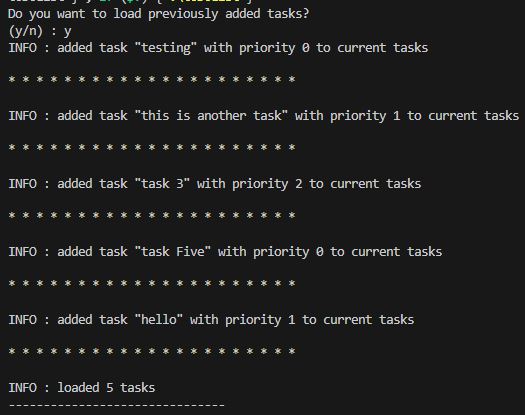 Do you want to load previously added tasks?
(y/n) : y
INFO : added task "testing" with priority 0 to current tasks
* * * * * * * * * * * * * * * * * * * * *
INFO : added task "this is another task" with priority 1 to current tasks
* * * * * * * * * * * * * * * * * * * * *
INFO : added task "task 3" with priority 2 to current tasks
* * * * * * * * * * * * * * * * * * * * *
INFO : added task "task Five" with priority 0 to current tasks
* * * * * * * * * * * * * * * * * * * * *
INFO : added task "hello" with priority 1 to current tasks
* * * * * * * * * * * * * * * * * * * * *
INFO : loaded 5 tasks
-------------------------------